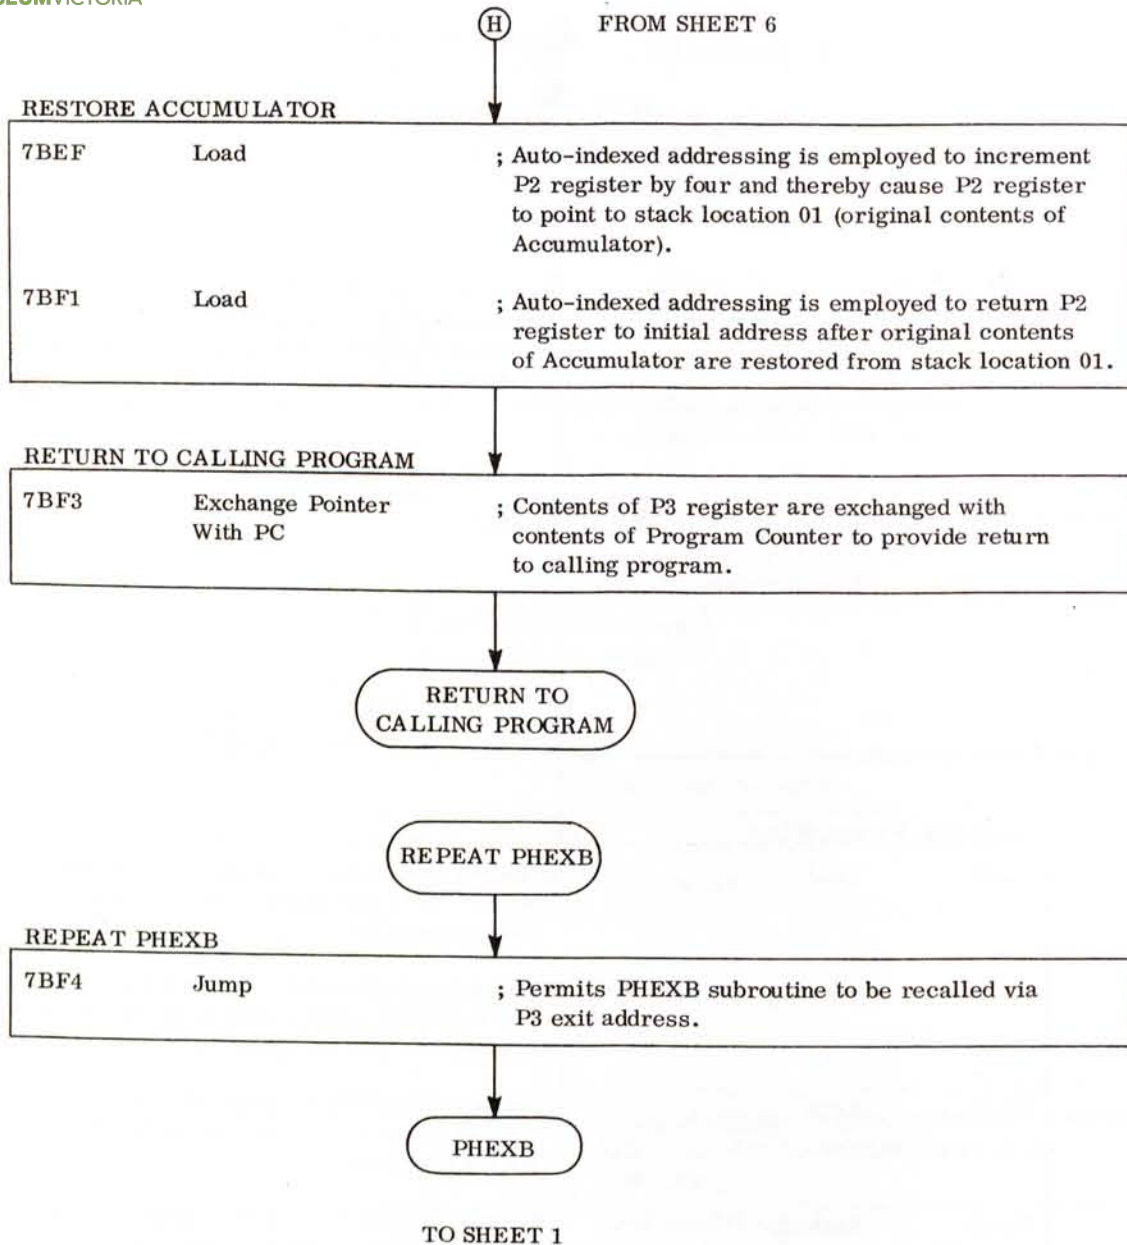 VICTORIA
H FROM SHEET 6
RESTORE ACCUMULATOR
7BEF Load ; Auto-indexed addressing is employed to increment
P2 register by four and thereby cause P2 register
to point to stack location 01 (original contents of
Accumulator).
7BF1 Load ; Auto-indexed addressing is employed to return P2
register to initial address after original contents
of Accumulator are restored from stack location 01.
RETURN TO CALLING PROGRAM
7BF3 Exchange Pointer ; Contents of P3 register are exchanged with
With PC contents of Program Counter to provide return
to calling program.
RETURN TO
CALLING PROGRAM
REPEAT PHEXB
REPEAT PHEXB
7BF4 Jump ; Permits PHEXB subroutine to be recalled via
P3 exit address.
PHEXB
TO SHEET 1